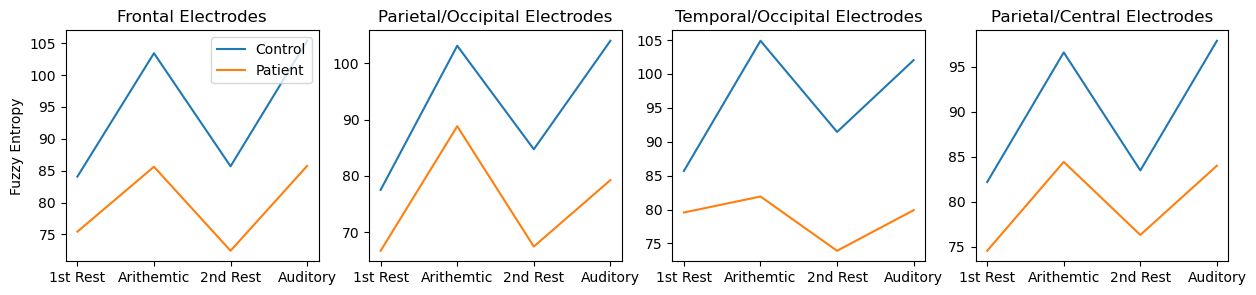 Frontal Electrodes
Fuzzy Entropy
105
100
95
90
85
80
75
Control
Patient
1st Rest Arithemtic 2nd Rest Auditory
Parietal/Occipital Electrodes
100
90
80
70
1st Rest Arithemtic 2nd Rest Auditory
Temporal/Occipital Electrodes
105
100
95
90
85
80
75
1st Rest Arithemtic 2nd Rest Auditory
Parietal/Central Electrodes
95
90
85
80
75
1st Rest Arithemtic 2nd Rest Auditory